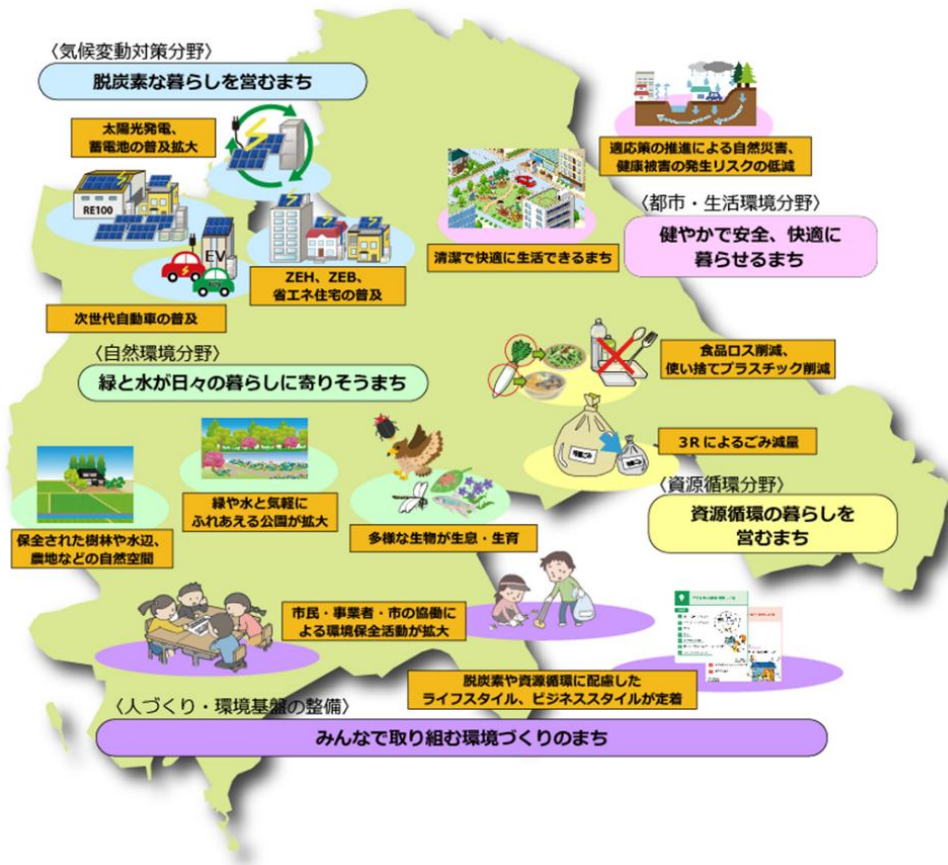 〈気候変動対策分野〉
脱炭素な暮らしを営むまち
太陽光発電、
蓄電池の普及拡大
RE100
EV
次世代自動車の普及
ZEH、ZEB、
省エネ住宅の普及
適応策の推進による自然災害、
健康被害の発生リスクの低減
清潔で快適に生活できるまち
〈都市・生活環境分野〉
健やかで安全、快適に
暮らせるまち
〈自然環境分野〉
緑と水が日々の暮らしに寄りそうまち
保全された樹林や水辺、
農地などの自然空間
緑や水と気軽に
ふれあえる公園が拡大
多様な生物が生息・生育
食品ロス削減、
使い捨てプラスチック削減
3Rによるごみ減量
〈資源循環分野〉
資源循環の暮らしを
営むまち
市民・事業者・市の協働
による環境保全活動が拡大
脱炭素や資源循環に配慮した
ライフスタイル、ビジネススタイルが定着
〈人づくり・環境基盤の整備〉
みんなで取り組む環境づくりのまち